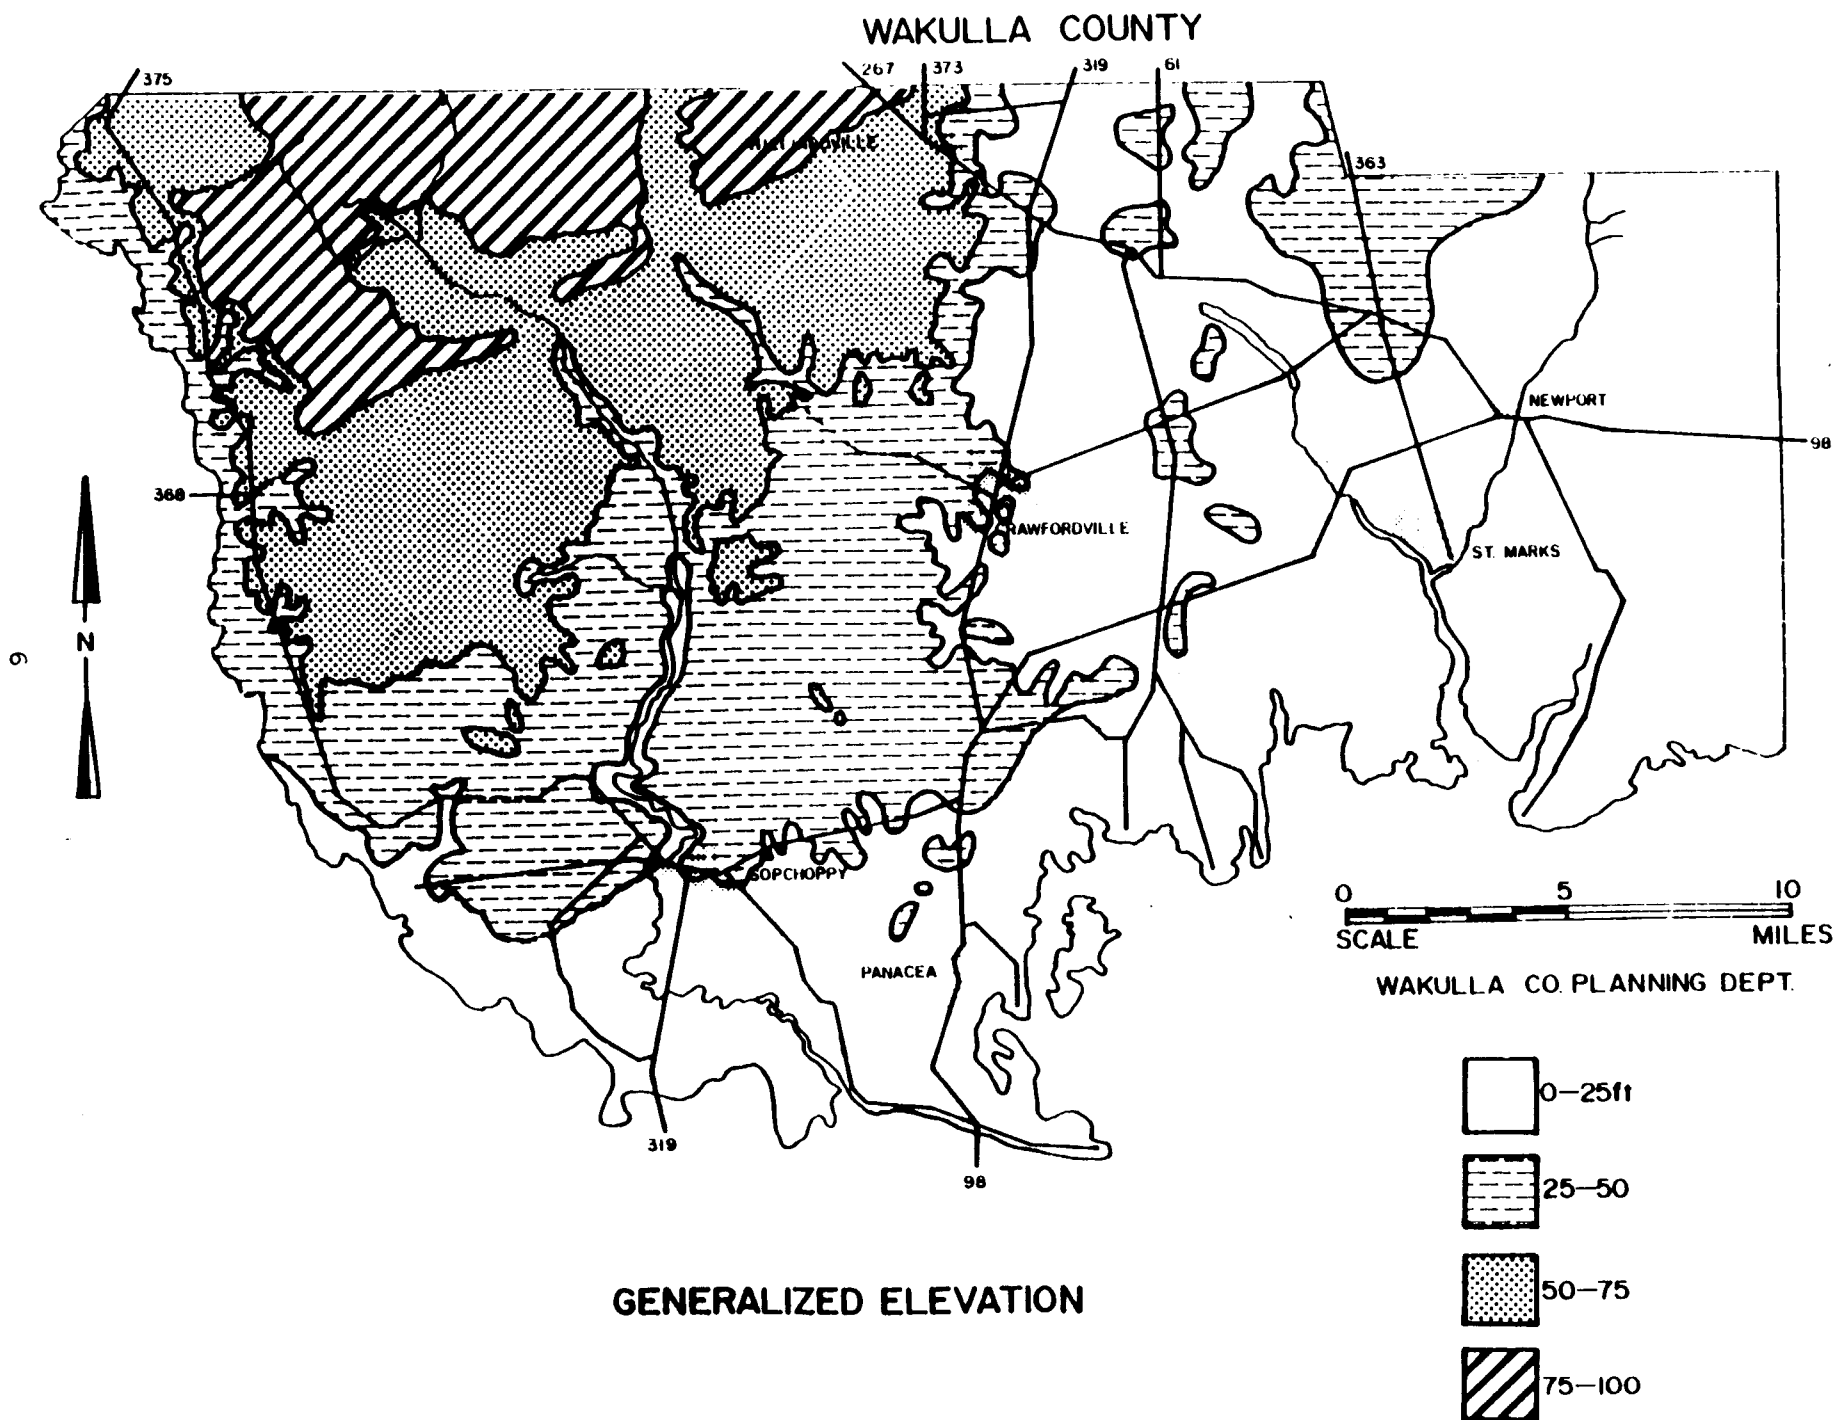 WAKULLA COUNTY
375
267
373
319
61
363
NEWPORT
98
368
RAWFORDVILLE
ST. MARKS
N
6
SOPCHOPPY
0 5 10
SCALE MILES
PANACEA
WAKULLA CO. PLANNING DEPT.
0-25ft
319
98
25-50
GENERALIZED ELEVATION
50-75
75-100